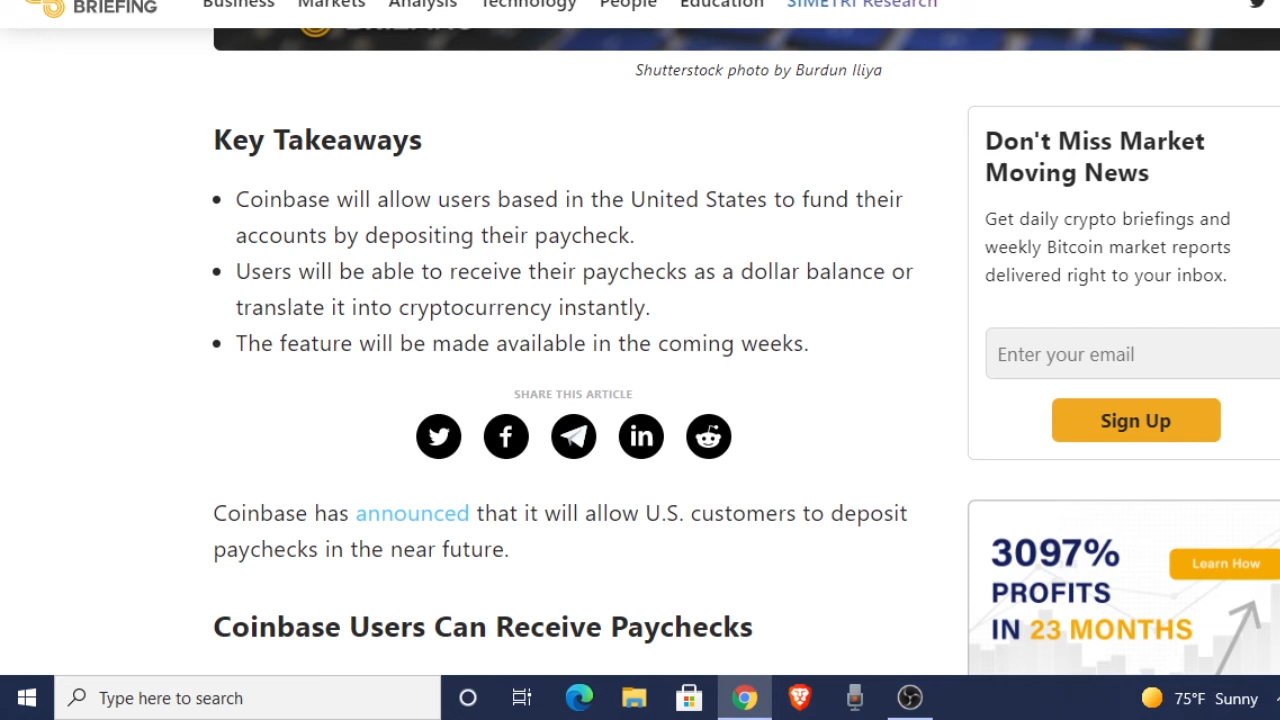 BRIEFING
Business Markets Analysis Technology People Education SIMETRI Research
Shutterstock photo by Burdun Iliya
Key Takeaways
• Coinbase will allow users based in the United States to fund their
accounts by depositing their paycheck.
• Users will be able to receive their paychecks as a dollar balance or
translate it into cryptocurrency instantly.
• The feature will be made available in the coming weeks.
SHARE THIS ARTICLE
Coinbase has announced that it will allow U.S. customers to deposit
paychecks in the near future.
Coinbase Users Can Receive Paychecks
Don't Miss Market
Moving News
Get daily crypto briefings and
weekly Bitcoin market reports
delivered right to your inbox.
Enter your email
Sign Up
3097%
PROFITS
IN 23 MONTHS
Learn How
Type here to search
75°F Sunny